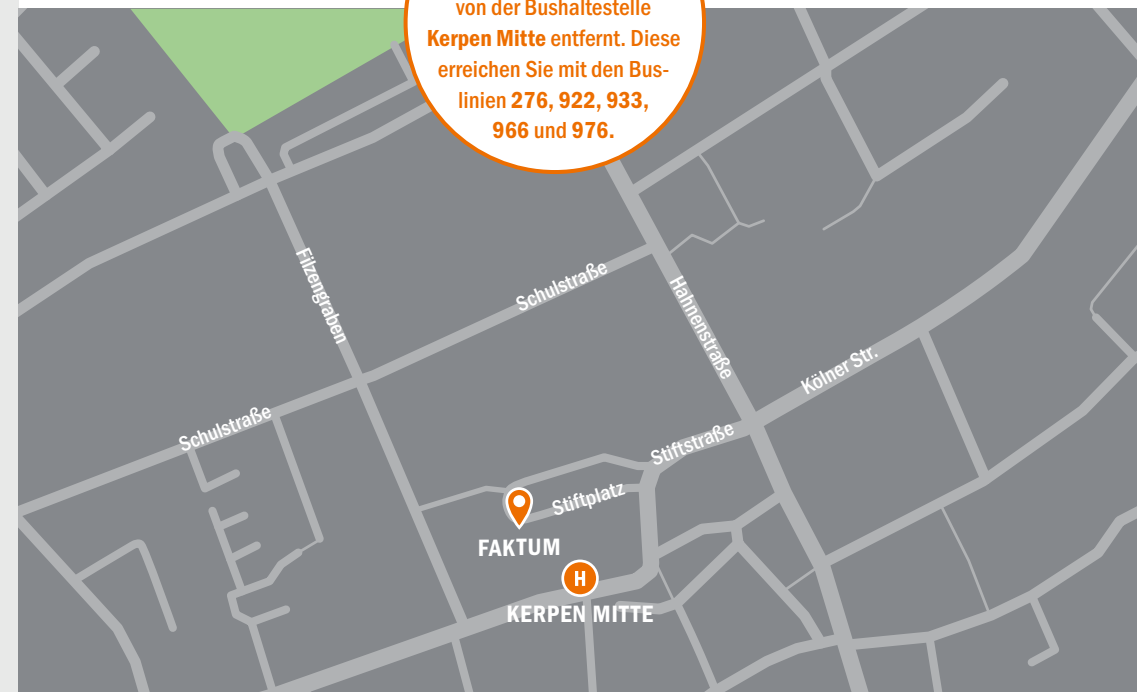 von der Bushaltestelle
Kerpen Mitte entfernt. Diese
erreichen Sie mit den Bus-
linien 276, 922, 933,
966 und 976.
Filzengraben
Schulstraße
Hahnenstraße
Kölner Str.
Schulstraße
Stiftstraße
Stiftplatz
FAKTUM
H
KERPEN MITTE